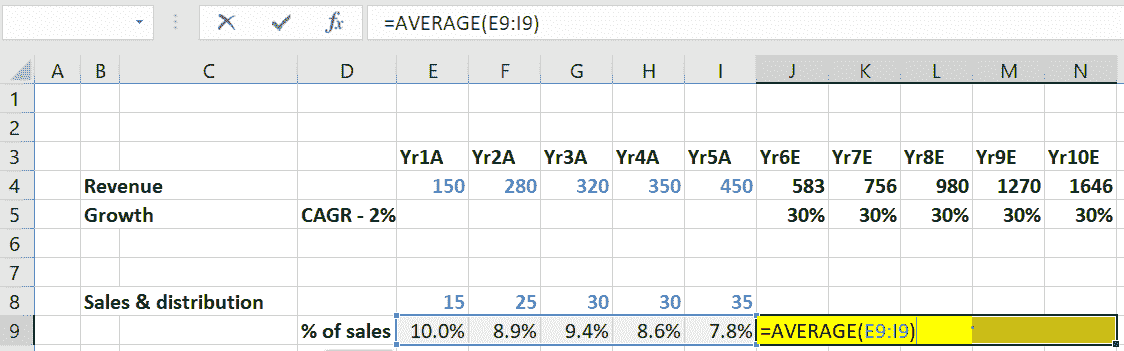 =AVERAGE(E9:I9)
A B C D E F G H I J K L M N
1
2
3 Yr1A Yr2A Yr3A Yr4A Yr5A Yr6E Yr7E Yr8E Yr9E Yr10E
4 Revenue 150 280 320 350 450 583 756 980 1270 1646
5 Growth CAGR - 2% 30% 30% 30% 30% 30%
6
7
8 Sales & distribution 15 25 30 30 35
9 % of sales 10.0% 8.9% 9.4% 8.6% 7.8% =AVERAGE(E9:I9)